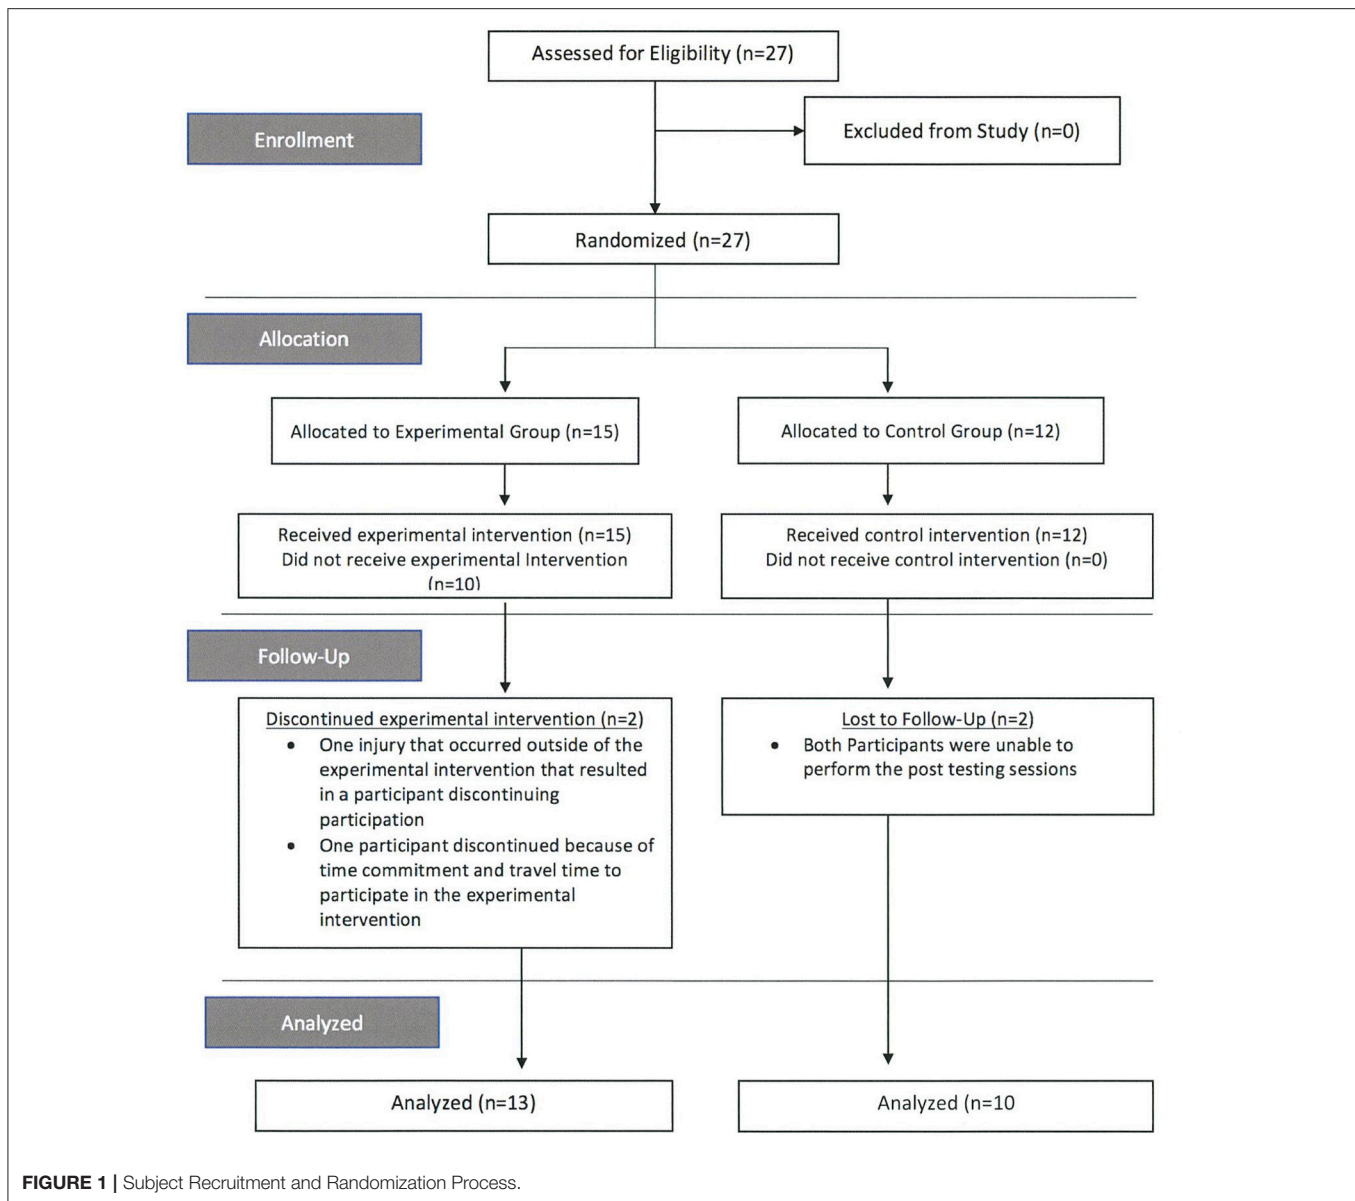 Assessed for Eligibility (n=27)
Enrollment
Excluded from Study (n=0)
Randomized (n=27)
Allocation
Allocated to Experimental Group (n=15)
Allocated to Control Group (n=12)
Received experimental intervention (n=15)
Did not receive experimental Intervention
(n=10)
Received control intervention (n=12)
Did not receive control intervention (n=0)
Follow-Up
Discontinued experimental intervention (n=2)
• One injury that occurred outside of the
experimental intervention that resulted
in a participant discontinuing
participation
• One participant discontinued because of
time commitment and travel time to
participate in the experimental
intervention
Lost to Follow-Up (n=2)
• Both Participants were unable to
perform the post testing sessions
Analyzed
Analyzed (n=13)
Analyzed (n=10
FIGURE 1 | Subject Recruitment and Randomization Process.